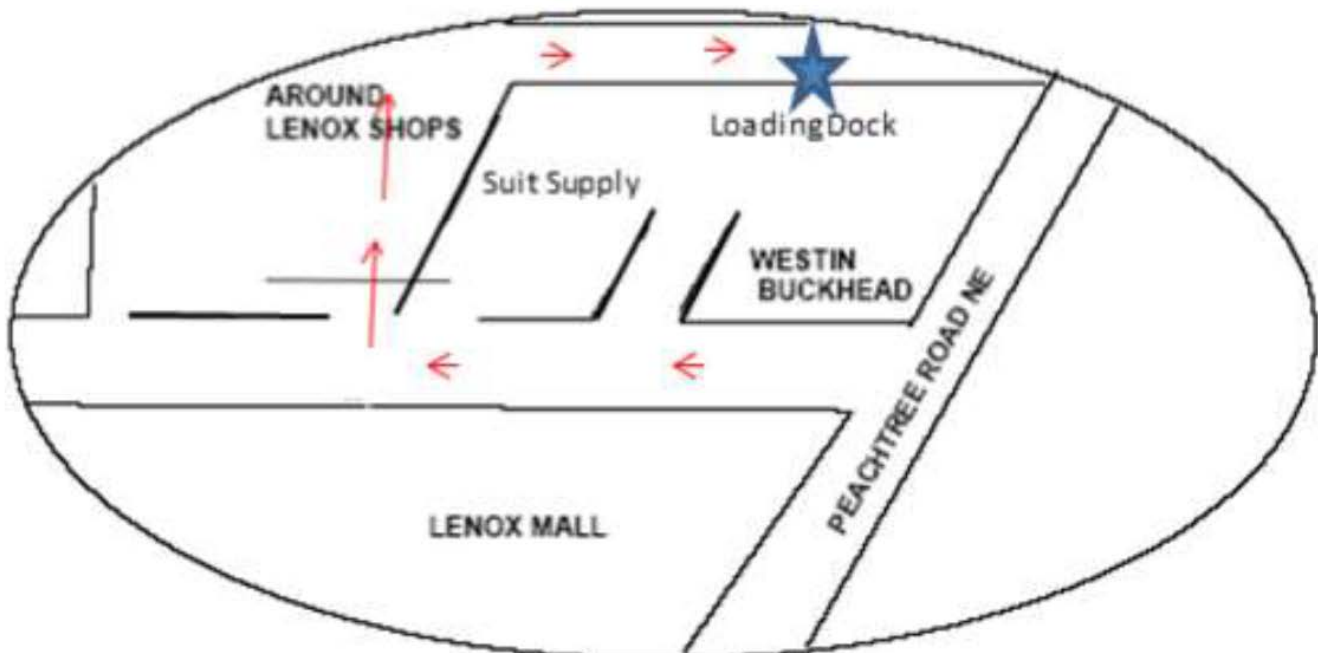 AROUND
LENOX SHOPS
LoadingDock
Suit Supply
WESTIN
BUCKHEAD
PEACHTREE ROAD NE
LENOX MALL